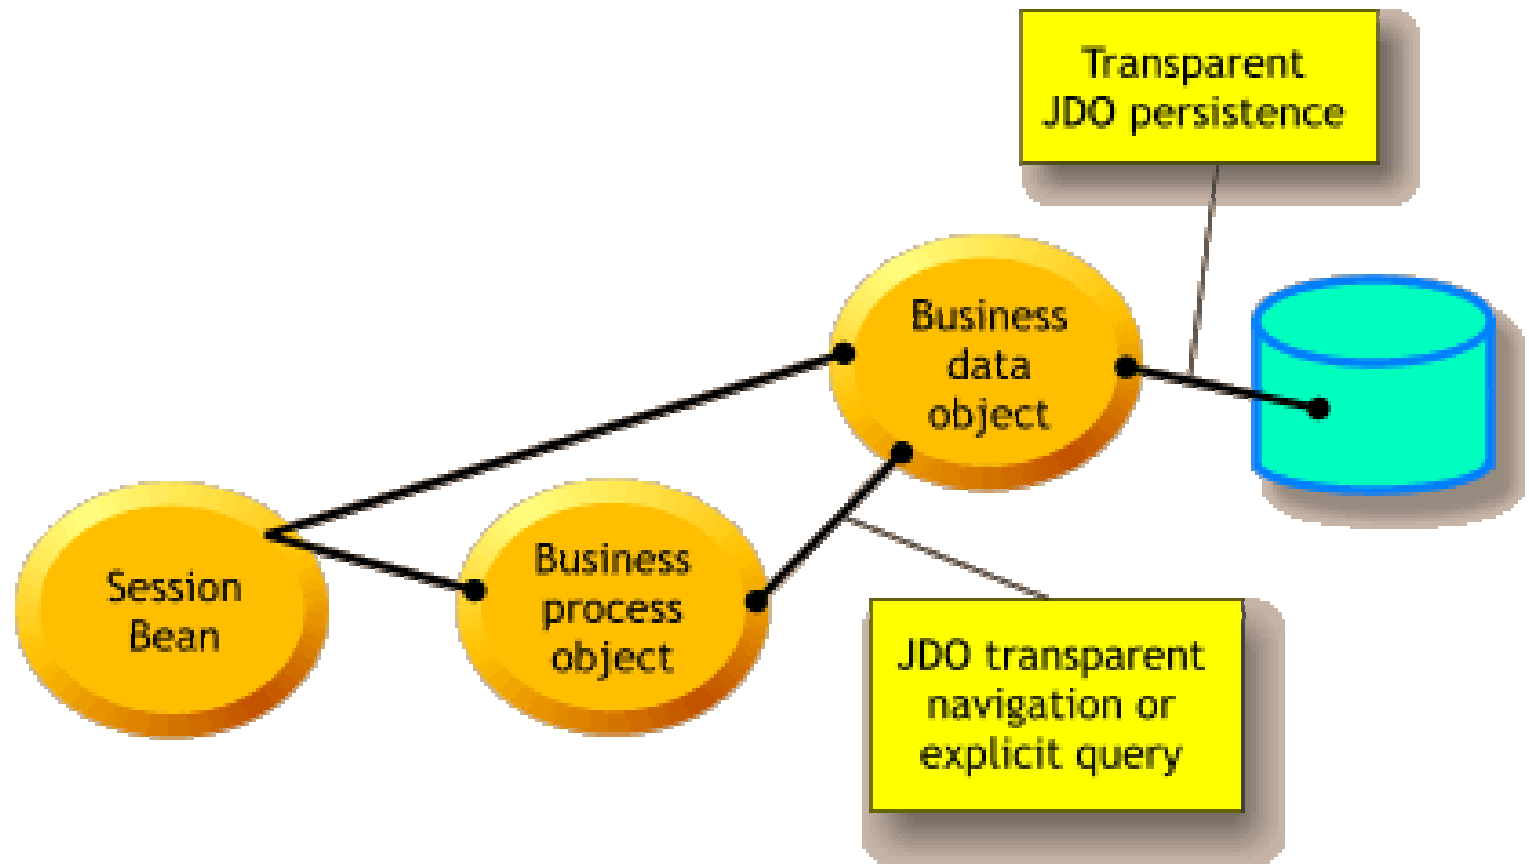 Transparent
JDO persistence
Business
data
object
Session
Bean
Business
process
object
JDO transparent
navigation or
explicit query